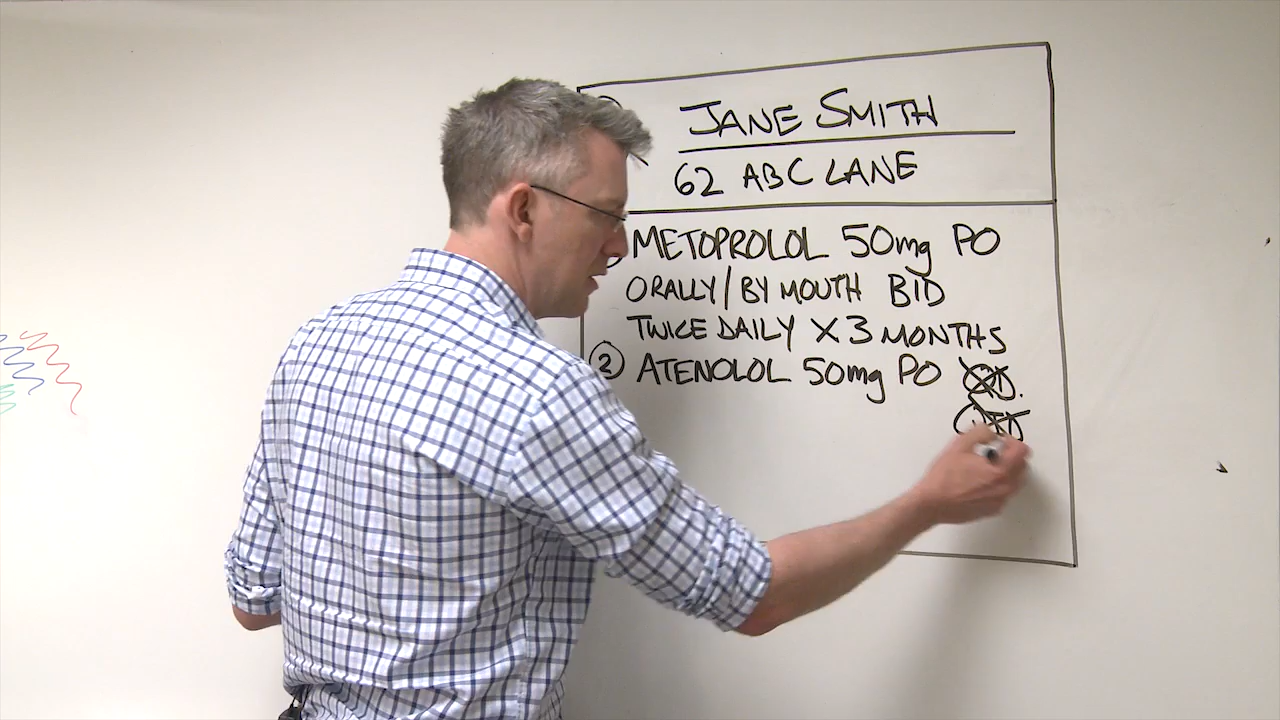 JANE SMITH
62 ABC LANE
METOPROLOL 50mg PO
ORALLY/BY MOUTH BID
TWICE DAILY X 3 MONTHS
2 ATENOLOL 50mg PO